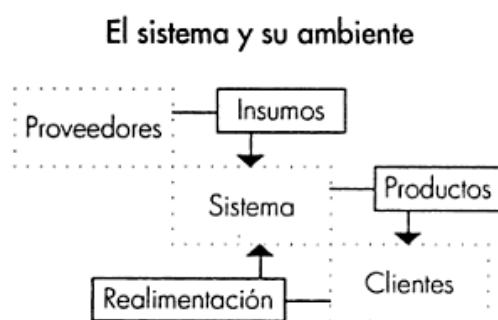 El sistema y su ambiente
Insumos
Proveedores
Productos
Sistema
Clientes
Realimentación